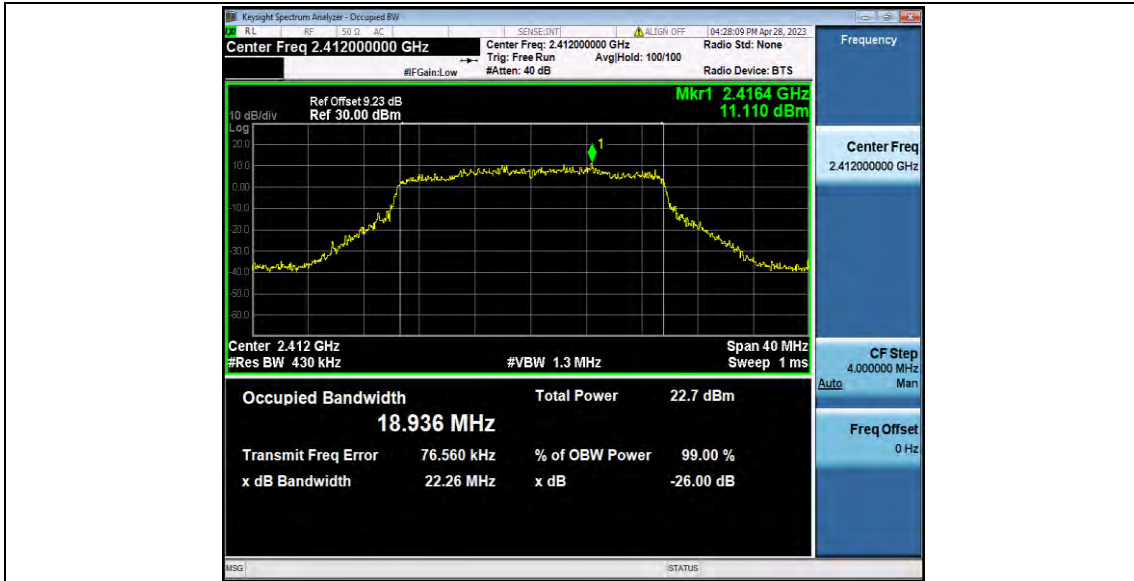 Keysight Spectrum Analyzer - Occupied BW
RL RF 50 Ω AC SENSE:INT ALIGN OFF 04:28:09 PM Apr 28, 2023
Center Freq 2.412000000 GHz
Center Freq: 2.412000000 GHz
Radio Std: None
Trig: Free Run Avg|Hold: 100/100
#IFGain:Low #Atten: 40 dB Radio Device: BTS
Frequency
Mkr1 2.4164 GHz
11.110 dBm
Ref Offset 9.23 dB
10 dB/div Ref 30.00 dBm
Log
20.0
10.0
0.00
-10.0
-20.0
-30.0
-40.0
-50.0
-60.0
1
Center 2.412 GHz Span 40 MHz
#Res BW 430 kHz #VBW 1.3 MHz Sweep 1 ms
Occupied Bandwidth Total Power 22.7 dBm
18.936 MHz
Transmit Freq Error 76.560 kHz % of OBW Power 99.00 %
x dB Bandwidth 22.26 MHz x dB -26.00 dB
Center Freq
2.412000000 GHz
CF Step
4.000000 MHz
Auto Man
Freq Offset
0 Hz
MSG STATUS